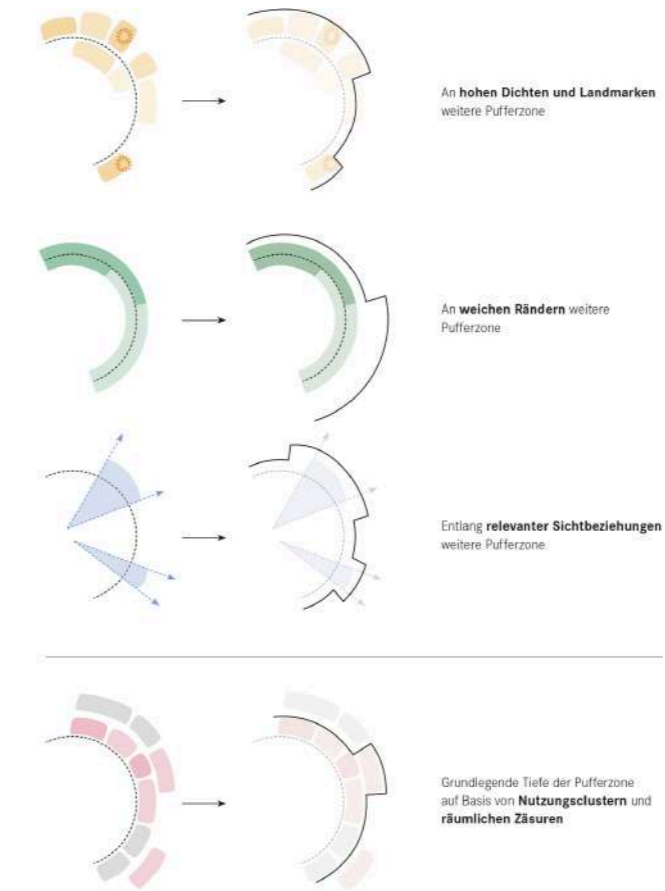 An hohen Dichten und Landmarken
weitere Pufferzone
An weichen Rändern weitere
Pufferzone
Entlang relevanter Sichtbeziehungen
weitere Pufferzone
Grundlegende Tiefe der Pufferzone
auf Basis von Nutzungsclustern und
räumlichen Zäsuren